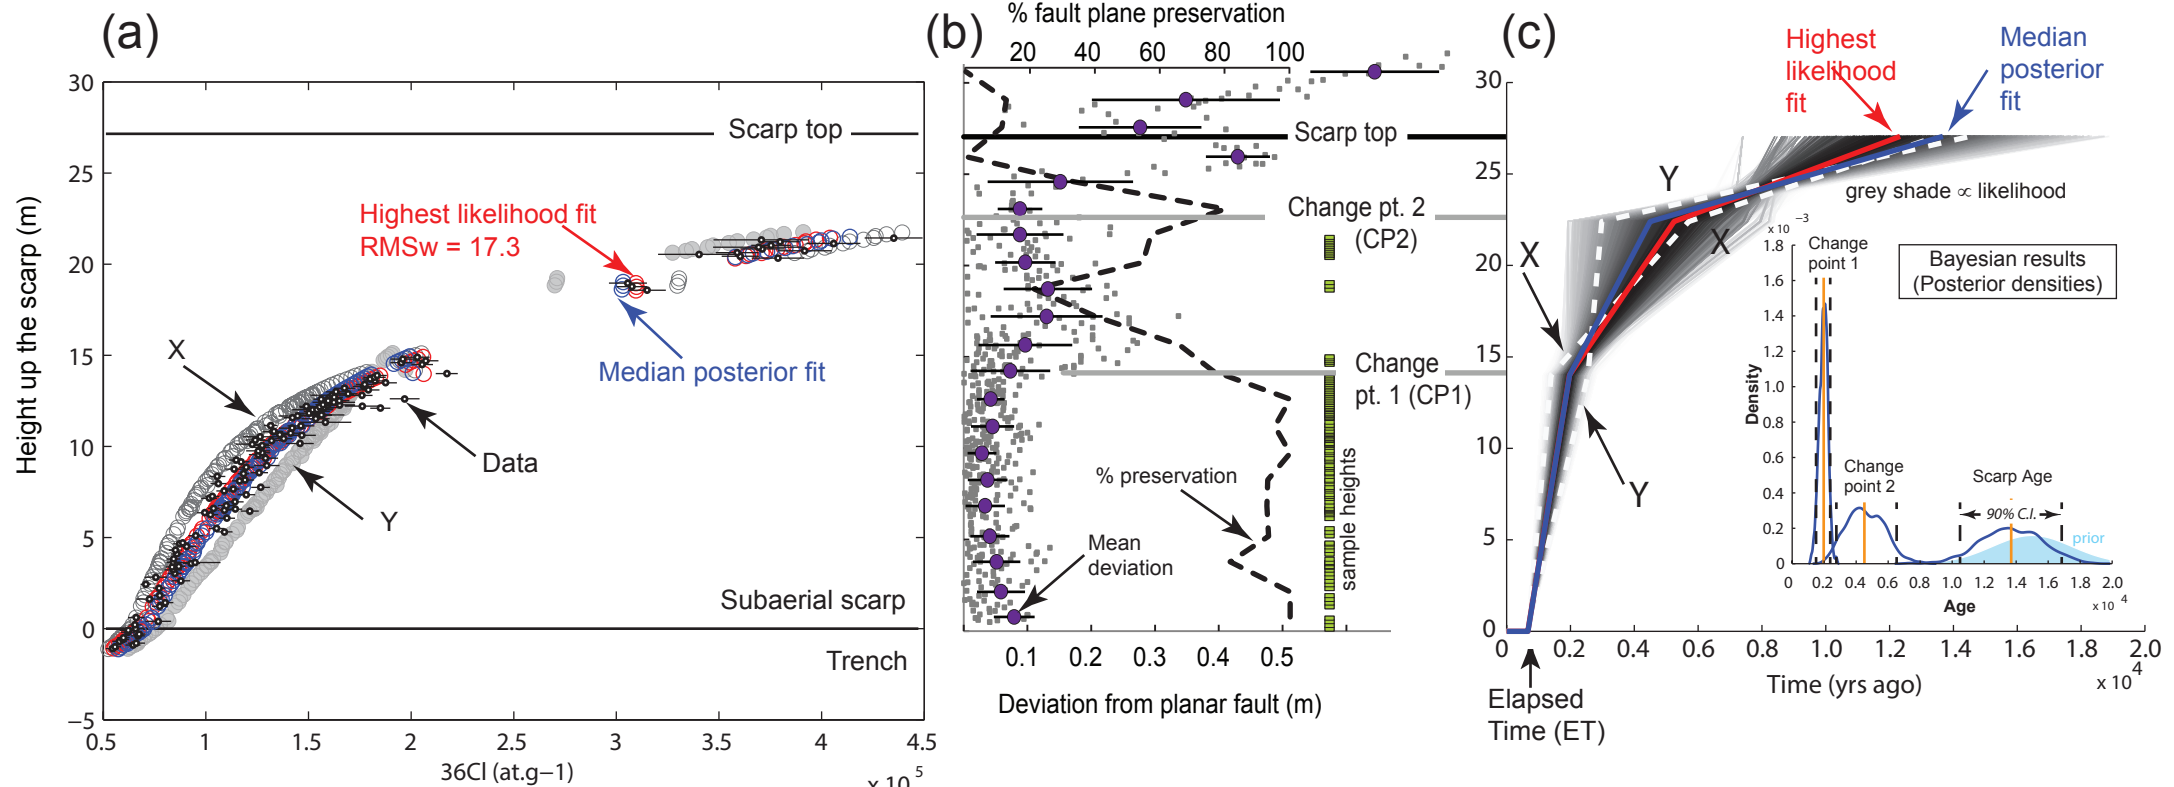 (a)
30
25
20
15
10
5
0
−5
Height up the scarp (m)
Scarp top
Highest likelihood fit
RMSw = 17.3
Median posterior fit
X
Data
Y
Subaerial scarp
Trench
0.5
1
1.5
2
2.5
3
3.5
4
4.5
36Cl (at.g−1)
x 10 5
(b)
% fault plane preservation
20
40
60
80
100
Scarp top
Change pt. 2
(CP2)
Change
pt. 1 (CP1)
% preservation
Mean
deviation
sample heights
0.1
0.2
0.3
0.4
0.5
Deviation from planar fault (m)
(c)
Highest
likelihood
fit
Median
posterior
fit
30
25
20
15
10
5
0
Y
X
X
Y
grey shade ∝ likelihood
x 10 −3
1.8
1.6
1.4
1.2
1.0
0.8
0.6
0.4
0.2
0
Density
Change
point 1
Bayesian results
(Posterior densities)
Change
point 2
Scarp Age
90% C.I.
prior
0
0.2
0.4
0.6
0.8
1.0
1.2
1.4
1.6
1.8
2.0
Age
x 10 4
0
0.2
0.4
0.6
0.8
1.0
1.2
1.4
1.6
1.8
2.0
Time (yrs ago)
x 10 4
Elapsed
Time (ET)